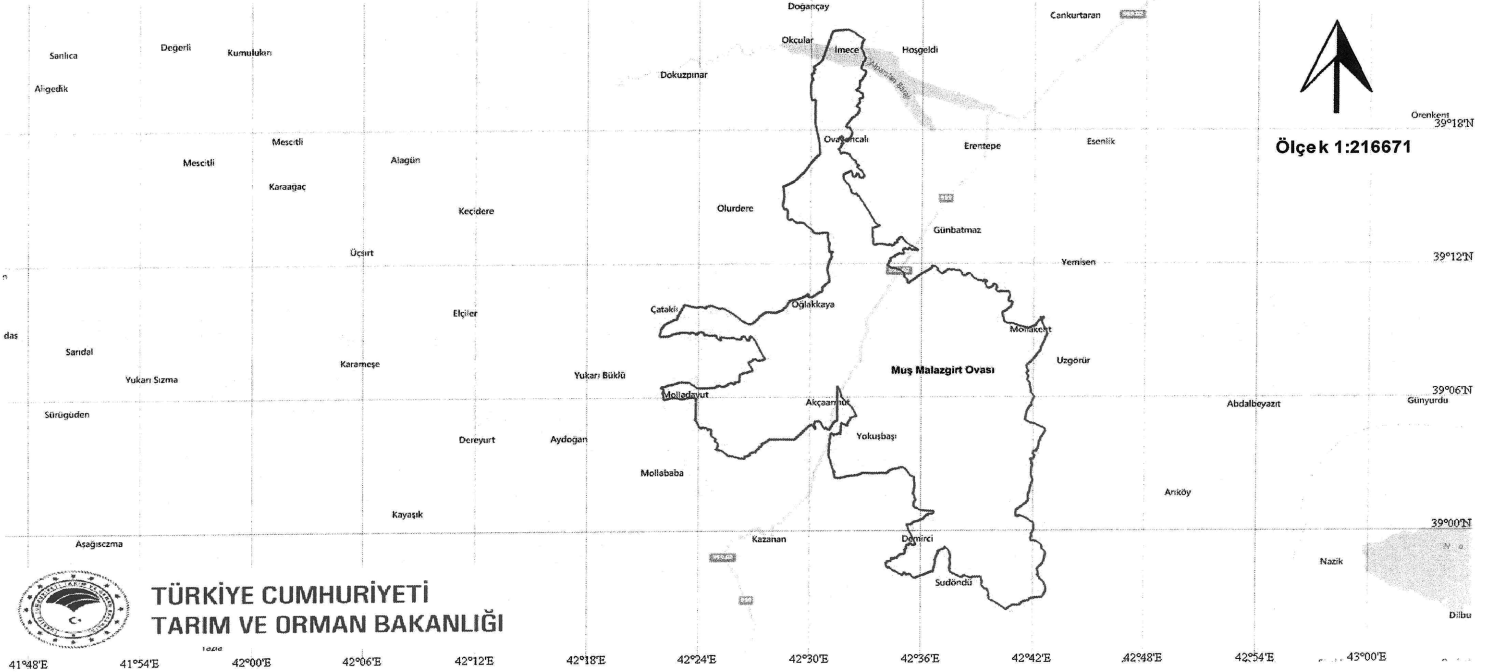 Doğançay
Cankurtaran
Sarılıca
Değerli
Kumulukırı
Okçular
İmece
Hoşgeldi
Dokuzpınar
Alıgedik
Örenkent
39°18'N
Ölçek 1:216671
Mescitli
Mescitli
Alagün
Erentepe
Esenlik
Karaağaç
Keçidere
Olurdere
Günbatmaz
Üçsırt
Yemişen
39°12'N
Elçiler
Çataklı
Oğlakkaya
Mollakent
daş
Sarıdal
Karameşe
Yukarı Sızma
Yukarı Büklü
Muş Malazgirt Ovası
Uzgörür
39°06'N
Molladavut
Akçaarmut
Abdalbeyazıt
Günyurdu
Sürügüden
Dereyurt
Aydoğan
Yokuşbaşı
Mollababa
Arıköy
Kayaşık
39°00'N
Aşağısızma
Kazanan
Demirci
Nazik
Sudöndü
Dilbu
TÜRKİYE CUMHURİYETİ
TARIM VE ORMAN BAKANLIĞI
41°48'E
41°54'E
42°00'E
42°06'E
42°12'E
42°18'E
42°24'E
42°30'E
42°36'E
42°42'E
42°48'E
42°54'E
43°00'E